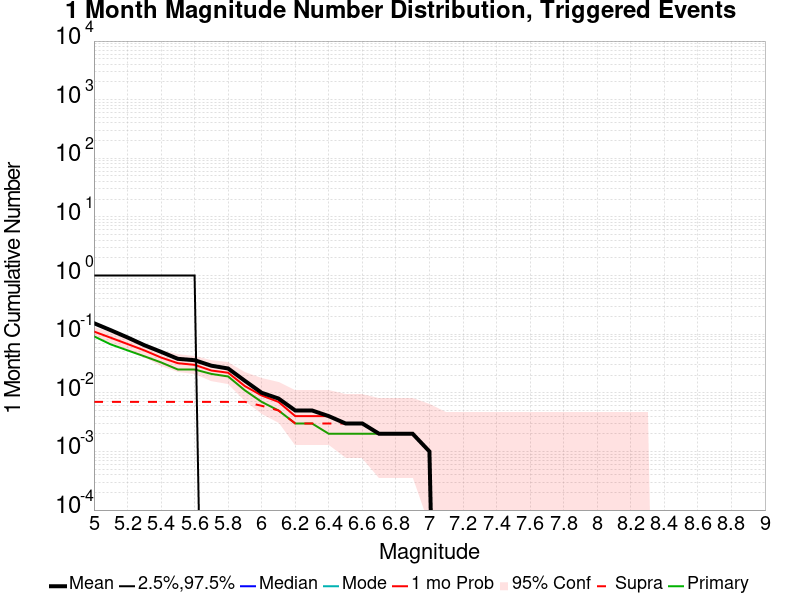 1 Month Magnitude Number Distribution, Triggered Events
1 Month Cumulative Number
10^4
10^3
10^2
10^1
10^0
10^-1
10^-2
10^-3
10^-4
5 5.2 5.4 5.6 5.8 6 6.2 6.4 6.6 6.8 7 7.2 7.4 7.6 7.8 8 8.2 8.4 8.6 8.8 9
Magnitude
Mean 2.5%,97.5% Median Mode 1 mo Prob 95% Conf Supra Primary